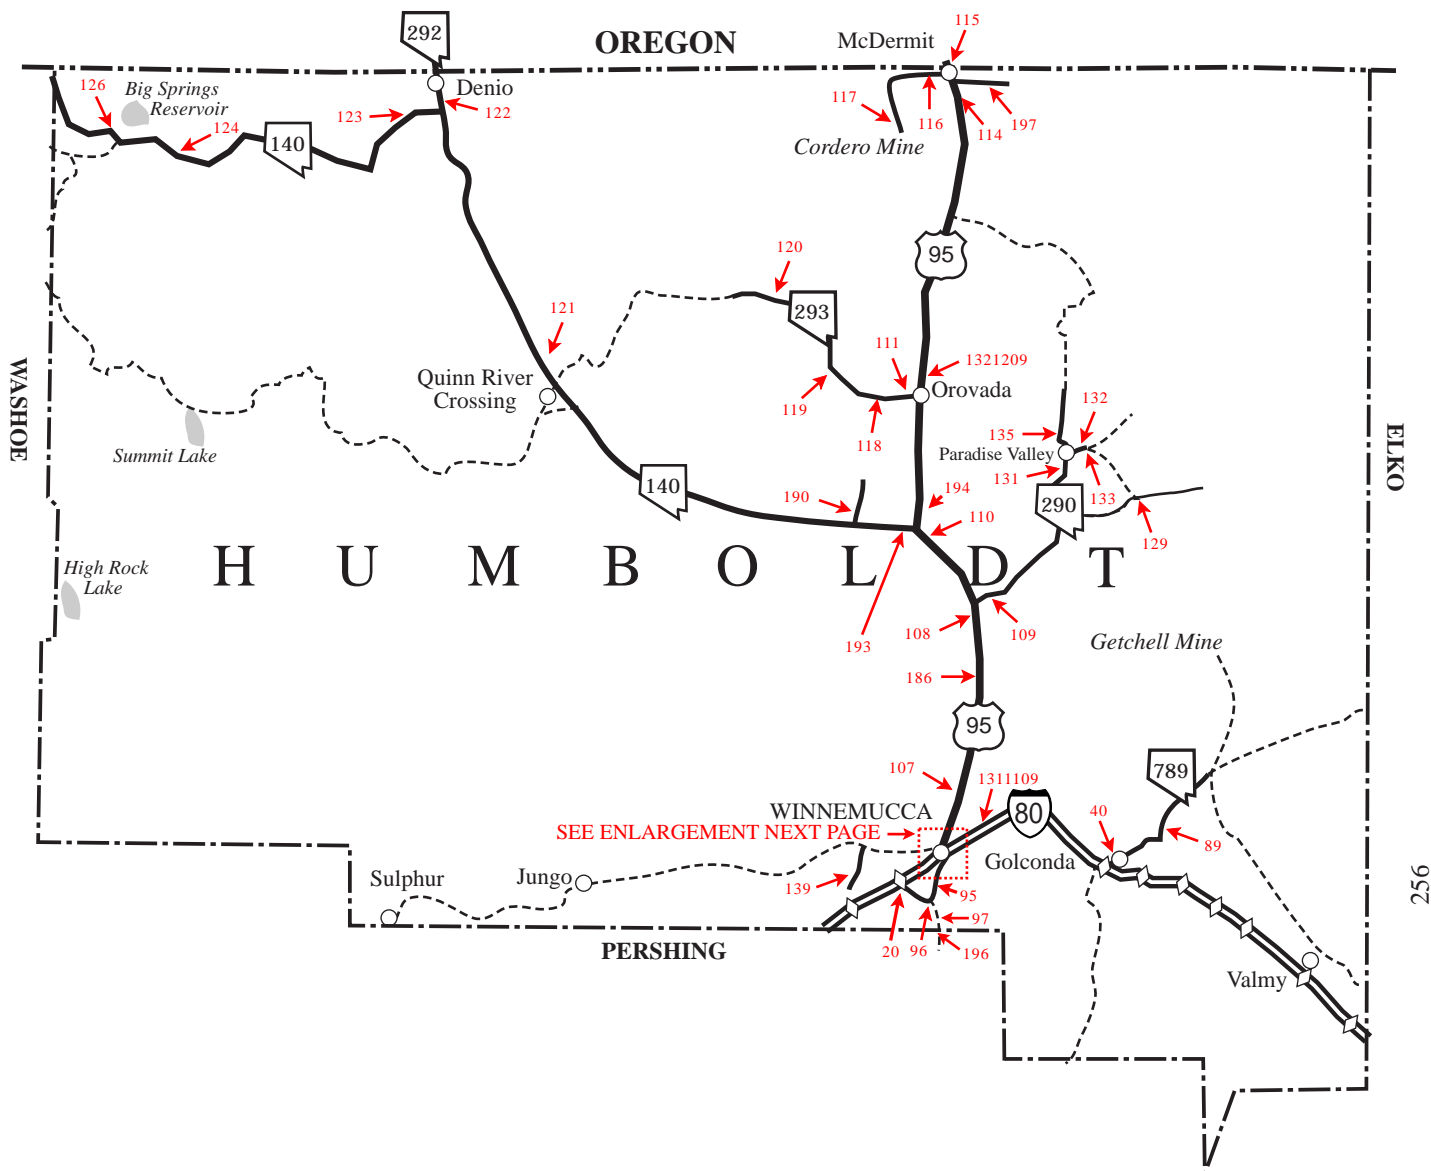 115
292
OREGON
McDermit
126
Big Springs
Reservoir
Denio
117
123
122
116
114
197
124
140
Cordero Mine
95
120
293
121
111
1321209
WASHOE
Quinn River
Crossing
Orovada
119
132
118
135
Summit Lake
Paradise Valley
ELKO
131
140
190
194
290
133
110
129
HUMBOLDT
High Rock
Lake
108
109
193
Getchell Mine
186
95
107
1311109
789
WINNEMUCCA
80
40
SEE ENLARGEMENT NEXT PAGE
89
Golconda
Sulphur
Jungo
139
95
256
97
20
96
196
PERSHING
Valmy